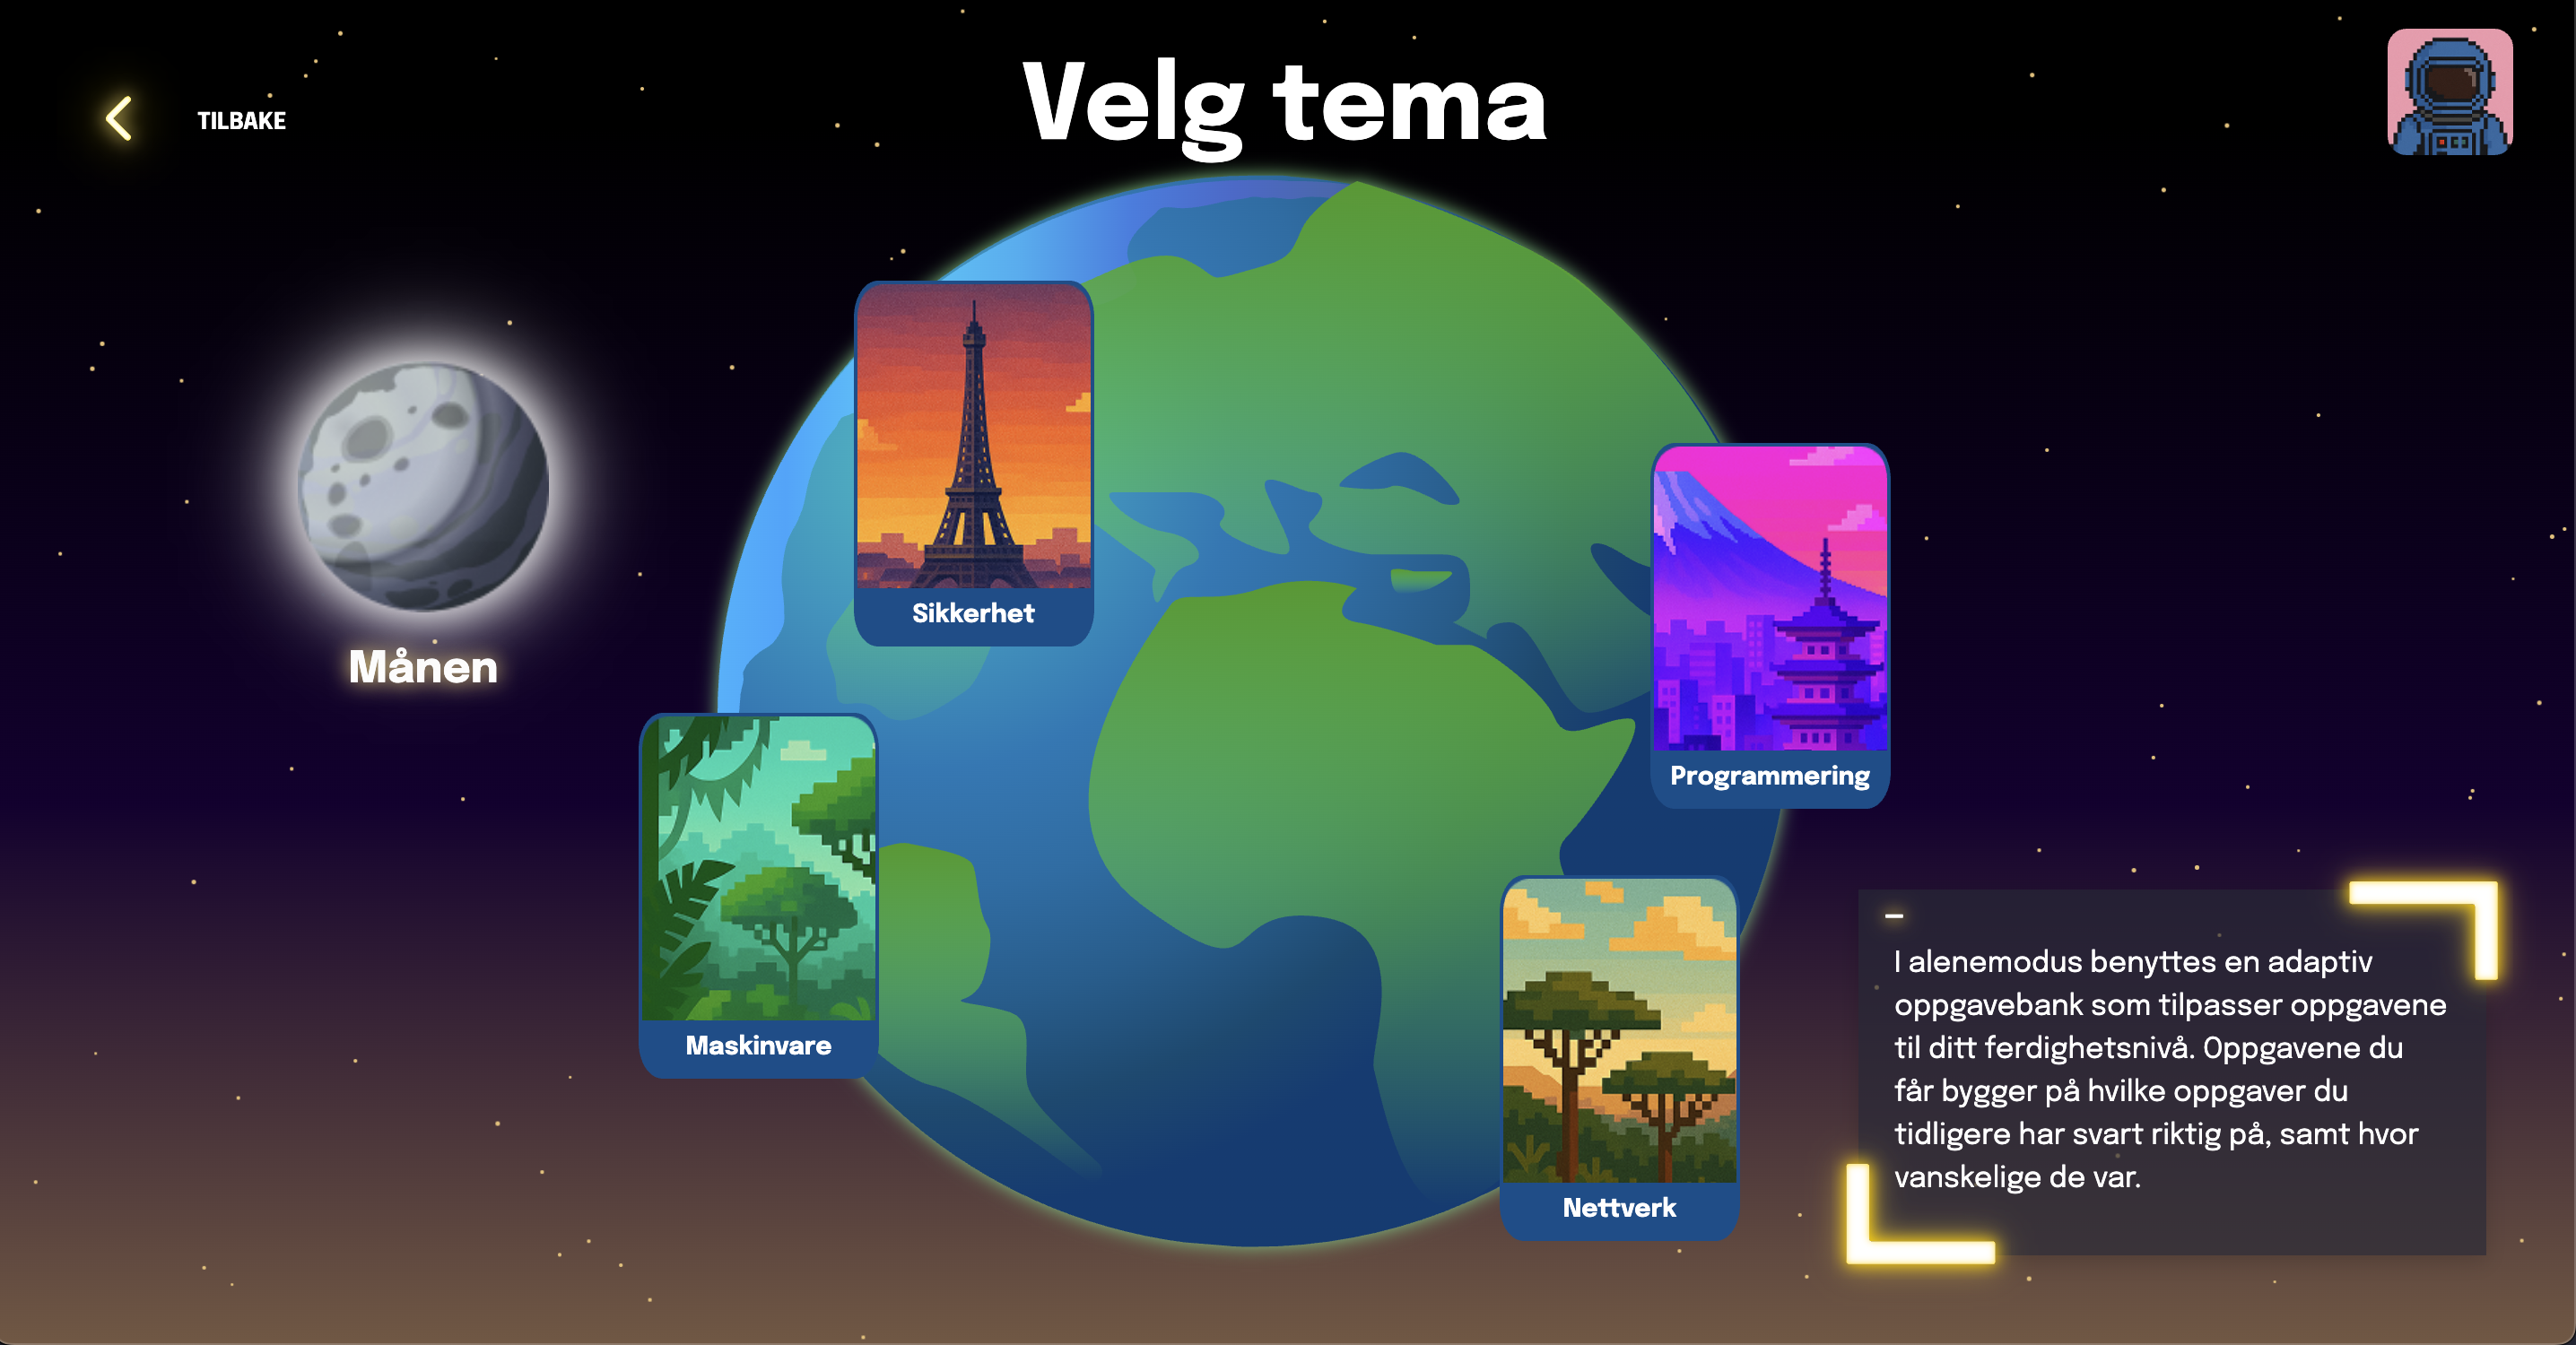 TILBAKE
Velg tema
Sikkerhet
Månen
Programmering
Maskinvare
Nettverk
I alenemodus benyttes en adaptiv
oppgavebank som tilpasser oppgavene
til ditt ferdighetsnivå. Oppgavene du
får bygger på hvilke oppgaver du
tidligere har svart riktig på, samt hvor
vanskelige de var.